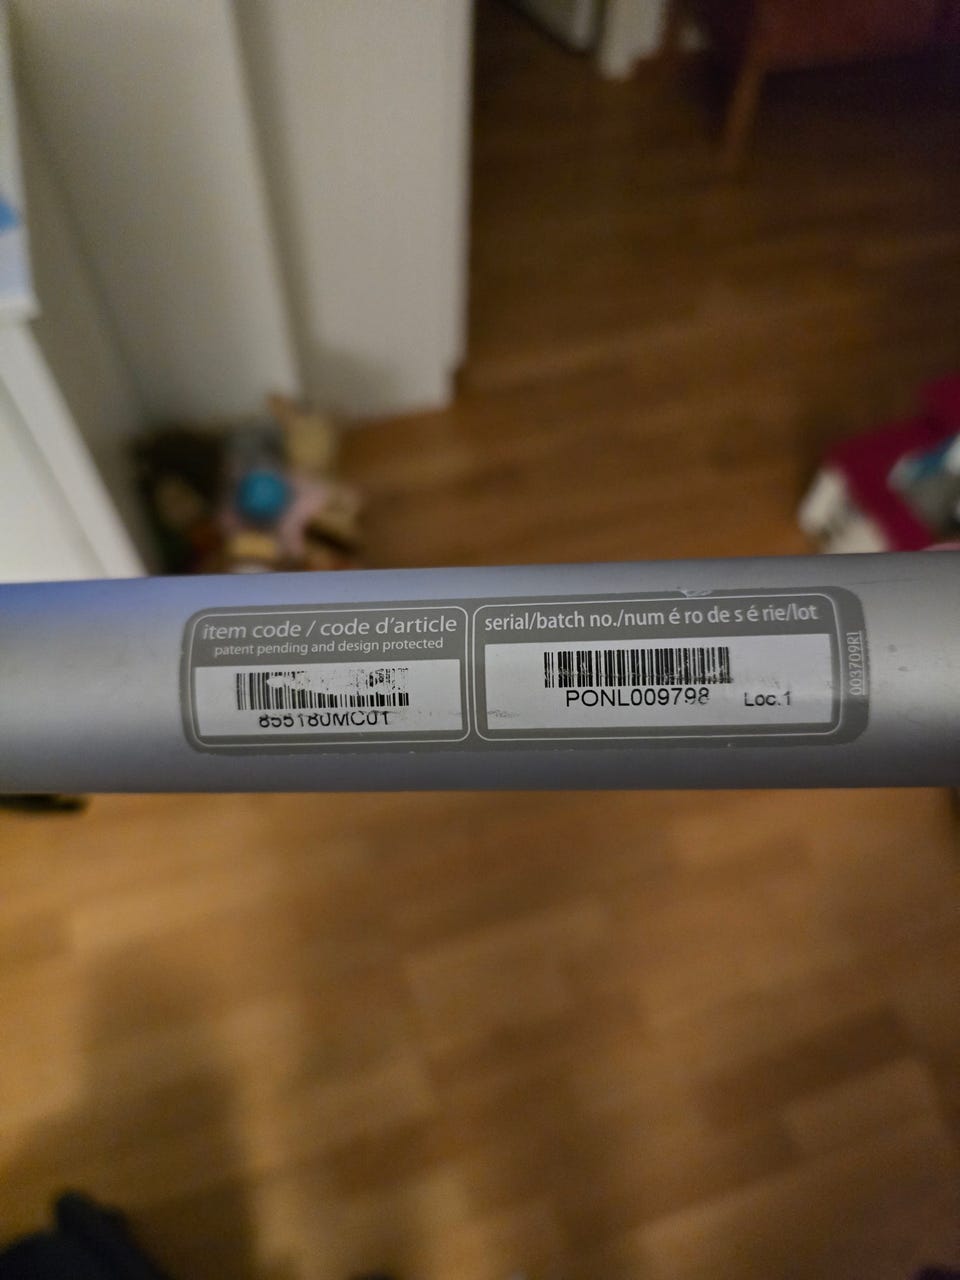 item code / code d'article
patent pending and design protected
855180MC01
serial/batch no./num é ro de s é rie/lot
PONL009798
Loc.1
003709R1